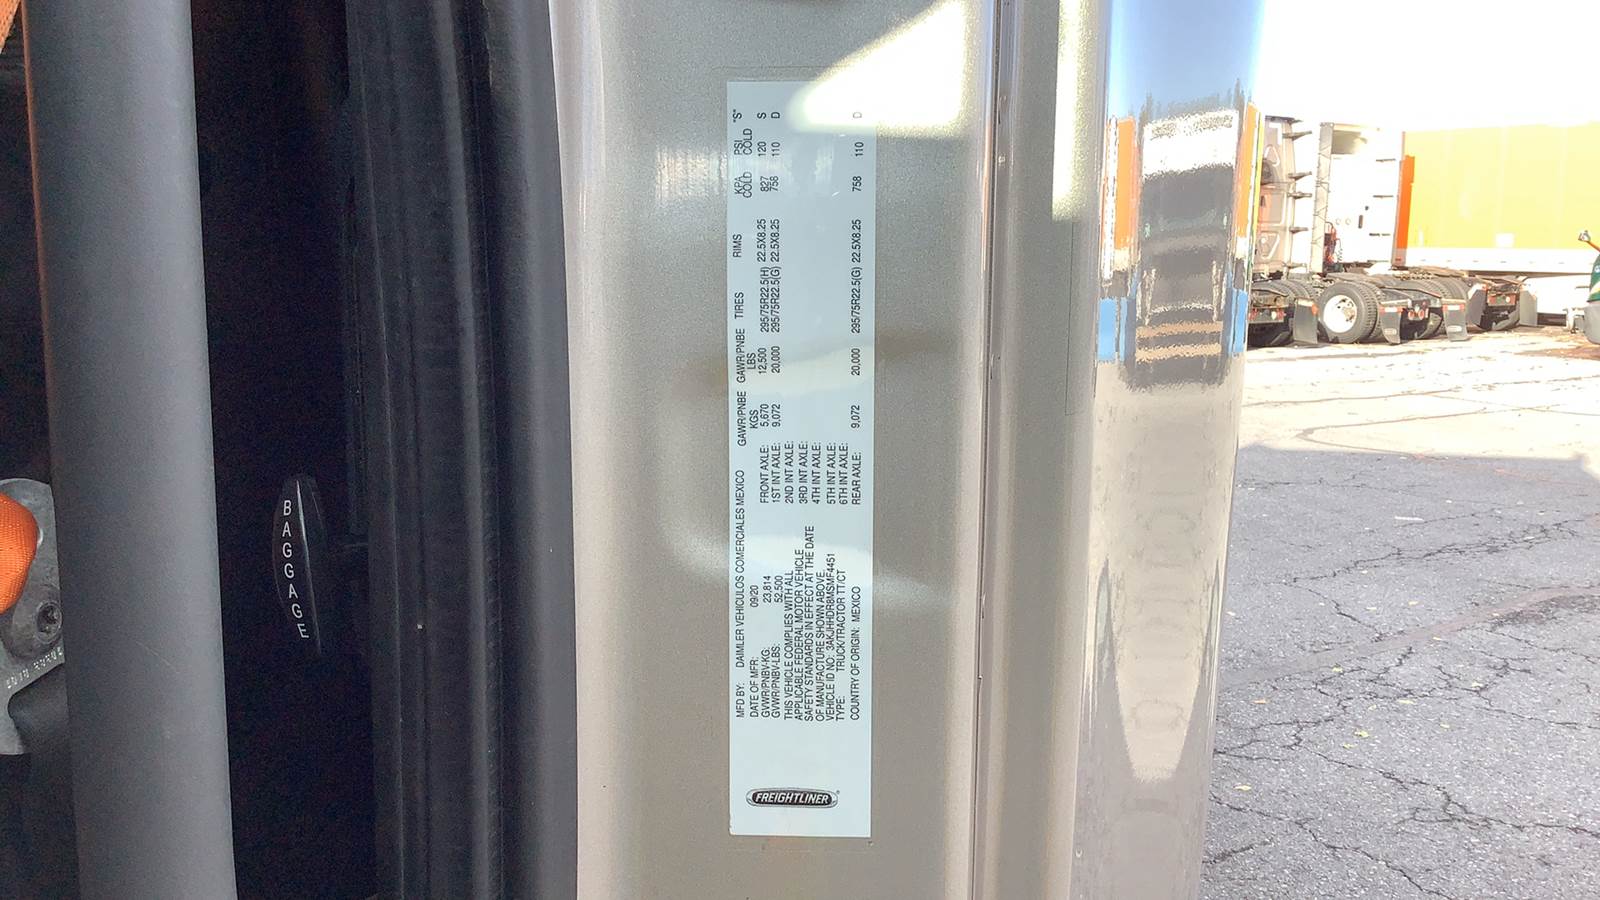 FREIGHTLINER
MFD BY: DAIMLER VEHICULOS COMERCIALES MEXICO
DATE OF MFR: 09/20
GVWR/PNBV-KG: 23,814
GVWR/PNBV-LBS: 52,500
THIS VEHICLE COMPLIES WITH ALL
APPLICABLE FEDERAL MOTOR VEHICLE
SAFETY STANDARDS IN EFFECT AT THE DATE
OF MANUFACTURE SHOWN ABOVE.
VEHICLE ID NO.: 3AKJHHDR8MSMF4451
TYPE: TRUCK/TRACTOR TT/CT
COUNTRY OF ORIGIN: MEXICO
GAWR/PNBE KGS GAWR/PNBE LBS TIRES RIMS KPA COLD PSI COLD "S"
FRONT AXLE: 5,670 12,500 295/75R22.5(H) 22.5X8.25 827 120 S
1ST INT AXLE: 9,072 20,000 295/75R22.5(G) 22.5X8.25 758 110 D
2ND INT AXLE:
3RD INT AXLE:
4TH INT AXLE:
5TH INT AXLE:
6TH INT AXLE:
REAR AXLE: 9,072 20,000 295/75R22.5(G) 22.5X8.25 758 110 D
BAGGAGE